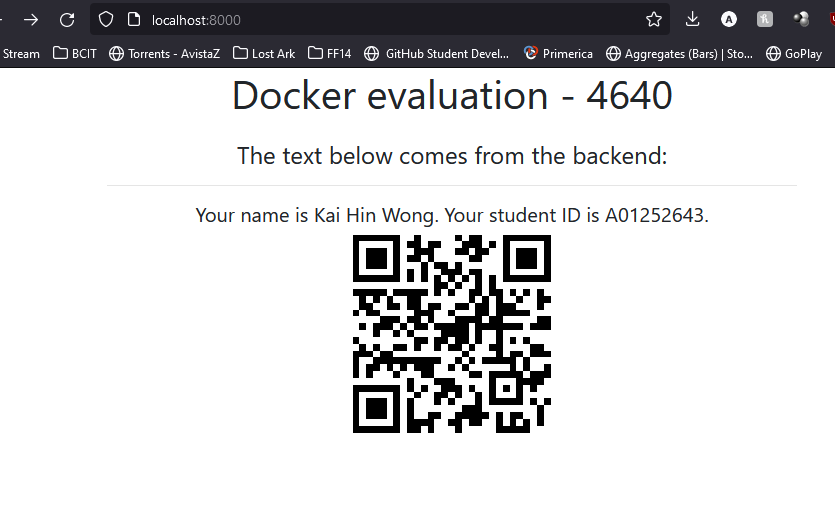 localhost:8000
Stream BCIT Torrents - AvistaZ Lost Ark FF14 GitHub Student Devel... Primerica Aggregates (Bars) | Sto... GoPlay
Docker evaluation - 4640
The text below comes from the backend:
Your name is Kai Hin Wong. Your student ID is A01252643.